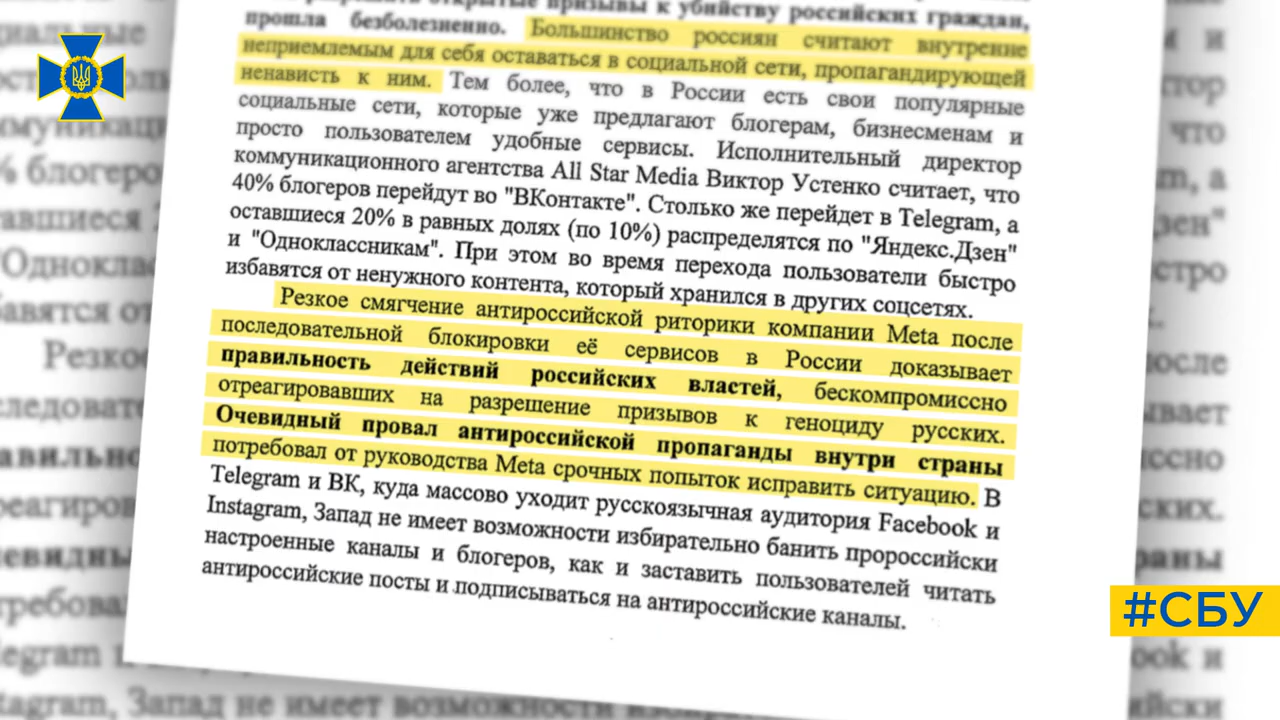 разрешить открытые призывы к убийству российских граждан,
прошла безболезненно. Большинство россиян считают внутренне
неприемлемым для себя оставаться в социальной сети, пропагандирующей
ненависть к ним. Тем более, что в России есть свои популярные
социальные сети, которые уже предлагают блогерам, бизнесменам и
просто пользователем удобные сервисы. Исполнительный директор
коммуникационного агентства All Star Media Виктор Устенко считает, что
40% блогеров перейдут во "ВКонтакте". Столько же перейдет в Telegram, а
оставшиеся 20% в равных долях (по 10%) распределятся по "Яндекс.Дзен"
и "Одноклассникам". При этом во время перехода пользователи быстро
избавятся от ненужного контента, который хранился в других соцсетях.
Резкое смягчение антироссийской риторики компании Meta после
последовательной блокировки её сервисов в России доказывает
правильность действий российских властей, бескомпромиссно
отреагировавших на разрешение призывов к геноциду русских.
Очевидный провал антироссийской пропаганды внутри страны
потребовал от руководства Meta срочных попыток исправить ситуацию. В
Telegram и ВК, куда массово уходит русскоязычная аудитория Facebook и
Instagram, Запад не имеет возможности избирательно банить пророссийски
настроенные каналы и блогеров, как и заставить пользователей читать
антироссийские посты и подписываться на антироссийские каналы.
#СБУ